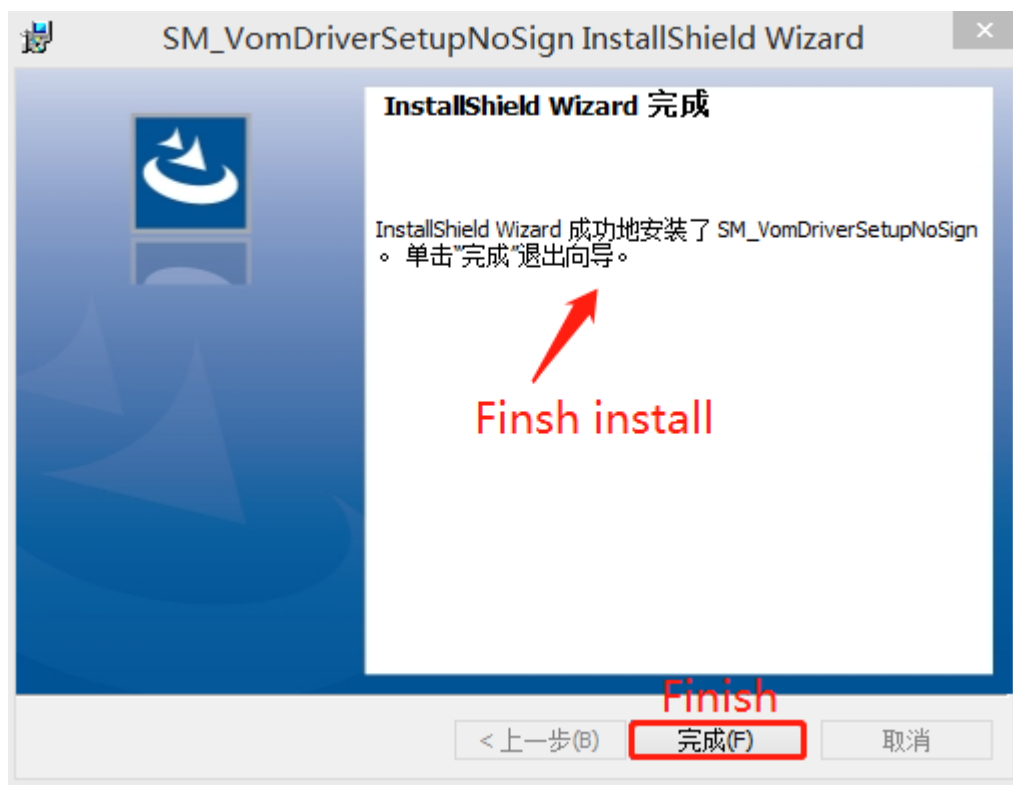 SM_VomDriverSetupNoSign InstallShield Wizard
InstallShield Wizard 完成
InstallShield Wizard 成功地安装了 SM_VomDriverSetupNoSign
。 单击“完成”退出向导。
Finsh install
Finish
<上一步(B) 完成(F) 取消